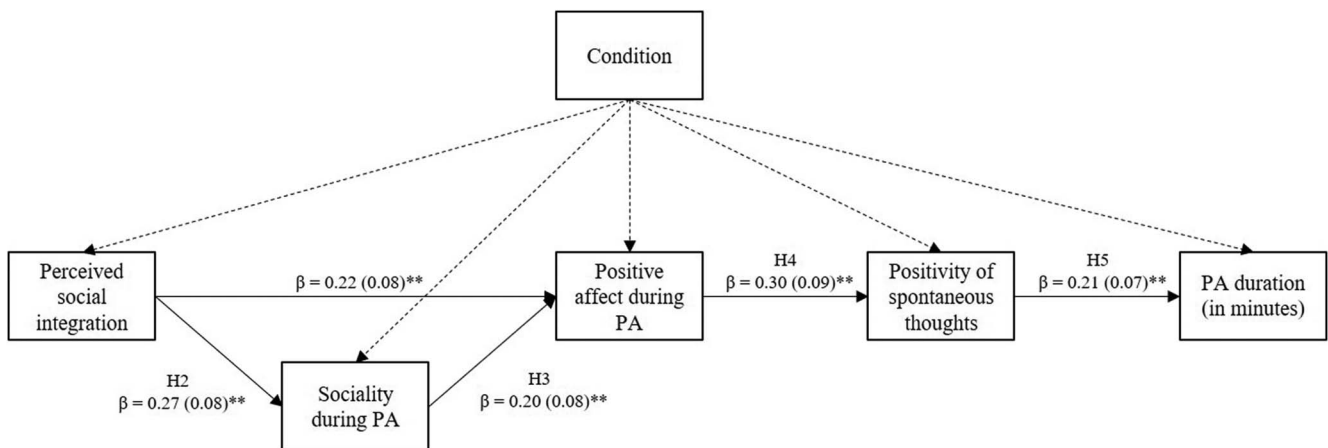 Condition
Perceived
social
integration
β = 0.22 (0.08)**
Positive
affect during
PA
H4
β = 0.30 (0.09)**
Positivity of
spontaneous
thoughts
H5
β = 0.21 (0.07)**
PA duration
(in minutes)
H2
β = 0.27 (0.08)**
Sociality
during PA
H3
β = 0.20 (0.08)**